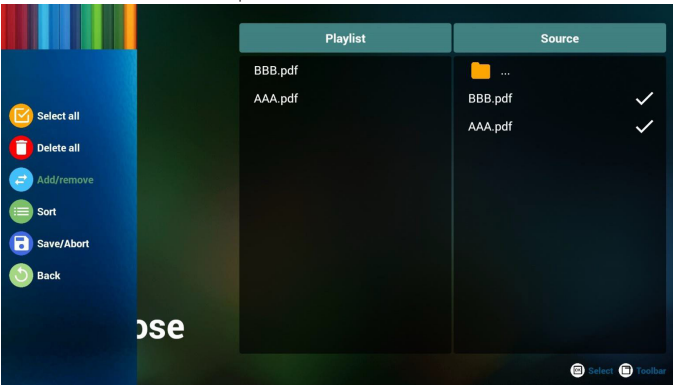 Select all
Delete all
Add/remove
Sort
Save/Abort
Back
ose
Playlist
BBB.pdf
AAA.pdf
Source
...
BBB.pdf
AAA.pdf
Select
Toolbar